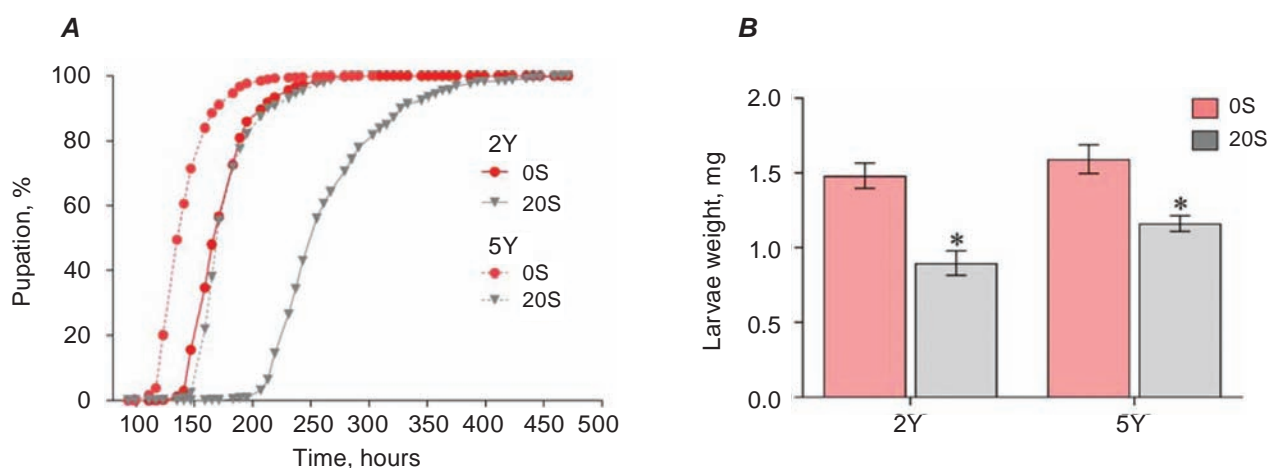 A
100
80
60
40
20
0
Pupation, %
100 150 200 250 300 350 400 450 500
Time, hours
2Y
0S
20S
5Y
0S
20S
B
2.0
1.5
1.0
0.5
0.0
Larvae weight, mg
0S
20S
*
*
2Y
5Y